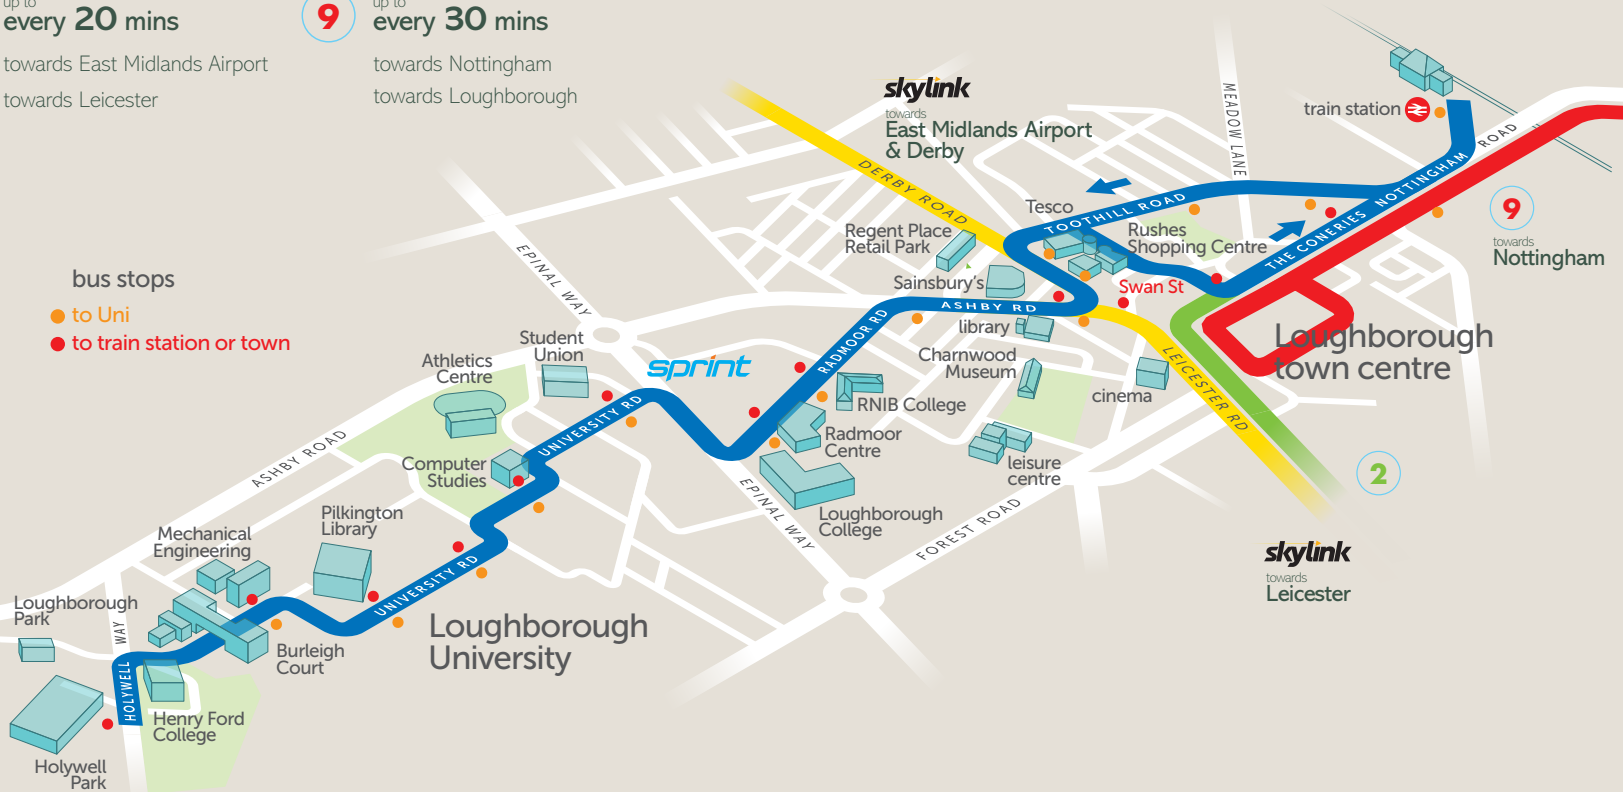 up to
every 20 mins
towards East Midlands Airport
towards Leicester
9
up to
every 30 mins
towards Nottingham
towards Loughborough
bus stops
to Uni
to train station or town
skylink
towards
East Midlands Airport
& Derby
MEADOW LANE
train station
NOTTINGHAM
ROAD
DERBY ROAD
Tesco
TOOTHILL ROAD
Regent Place
Retail Park
Rushes
Shopping Centre
THE CONERIES
9
towards
Nottingham
Sainsbury's
Swan St
EPINAL WAY
ASHBY RD
library
Loughborough
town centre
Student
Union
sprint
RADMOOR RD
Athletics
Centre
Charnwood
Museum
LEICESTER RD
cinema
RNIB College
UNIVERSITY RD
Radmoor
Centre
ASHBY ROAD
Computer
Studies
leisure
centre
2
EPINAL WAY
Loughborough
College
FOREST ROAD
Pilkington
Library
Mechanical
Engineering
skylink
towards
Leicester
UNIVERSITY RD
Loughborough
Park
WAY
Loughborough
University
Burleigh
Court
HOLYWELL
Henry Ford
College
Holywell
Park